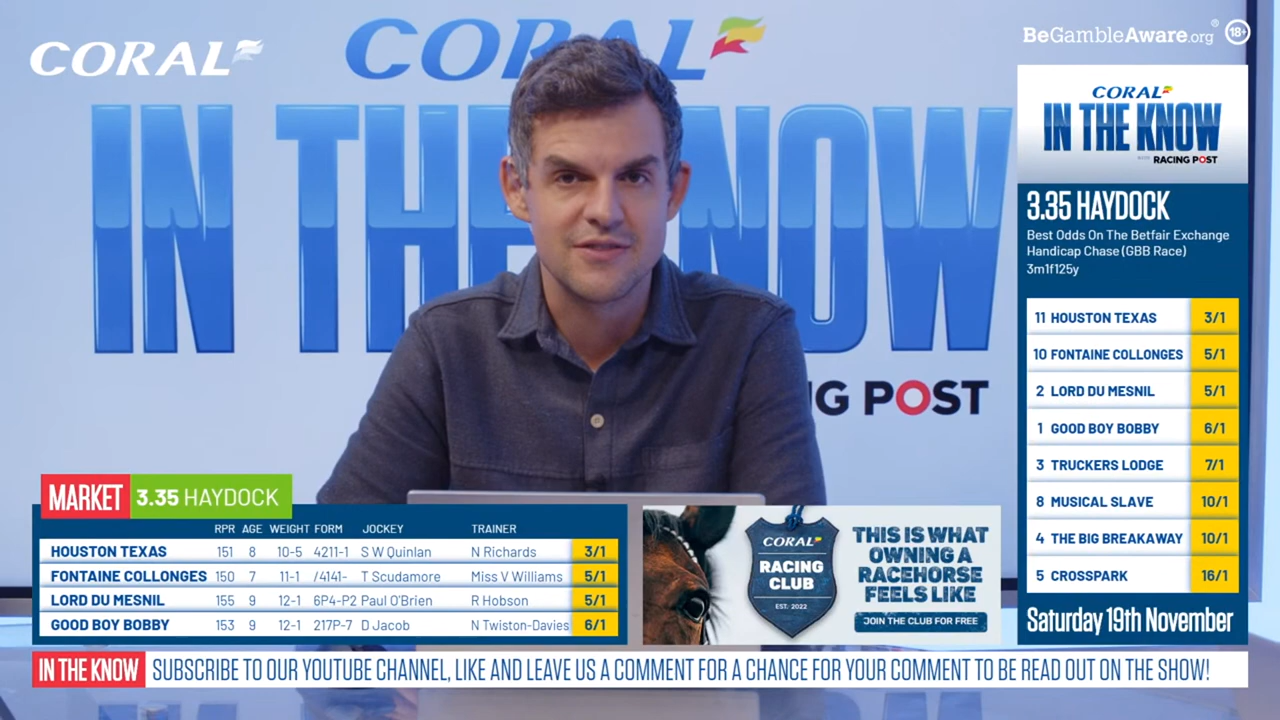 CORAL
CORAL
IN THE KNOW
NG POST
BeGambleAware.org®
18+
CORAL
IN THE KNOW
WITH RACING POST
3.35 HAYDOCK
Best Odds On The Betfair Exchange
Handicap Chase (GBB Race)
3m1f125y
11 HOUSTON TEXAS 3/1
10 FONTAINE COLLONGES 5/1
2 LORD DU MESNIL 5/1
1 GOOD BOY BOBBY 6/1
3 TRUCKERS LODGE 7/1
8 MUSICAL SLAVE 10/1
4 THE BIG BREAKAWAY 10/1
5 CROSSPARK 16/1
Saturday 19th November
MARKET 3.35 HAYDOCK
RPR AGE WEIGHT FORM JOCKEY TRAINER
HOUSTON TEXAS 151 8 10-5 4211-1 S W Quinlan N Richards 3/1
FONTAINE COLLONGES 150 7 11-1 /4141- T Scudamore Miss V Williams 5/1
LORD DU MESNIL 155 9 12-1 6P4-P2 Paul O'Brien R Hobson 5/1
GOOD BOY BOBBY 153 9 12-1 217P-7 D Jacob N Twiston-Davies 6/1
CORAL
RACING
CLUB
EST. 2022
THIS IS WHAT
OWNING A
RACEHORSE
FEELS LIKE
JOIN THE CLUB FOR FREE
IN THE KNOW SUBSCRIBE TO OUR YOUTUBE CHANNEL, LIKE AND LEAVE US A COMMENT FOR A CHANCE FOR YOUR COMMENT TO BE READ OUT ON THE SHOW!